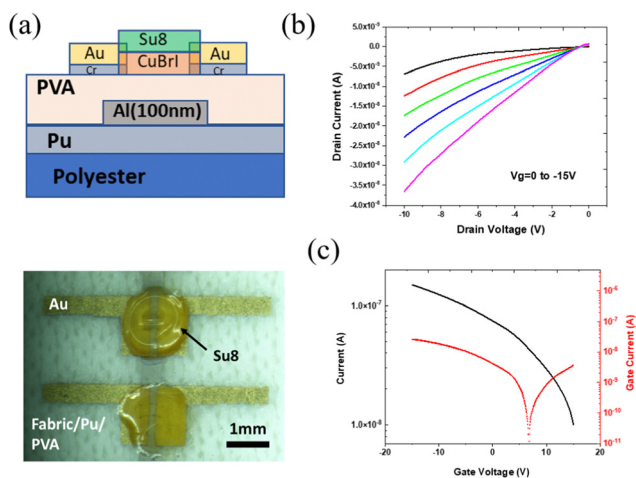 (a)
Su8
Au
CuBrI
Au
Cr
Cr
PVA
Al(100nm)
Pu
Polyester
Au
Su8
Fabric/Pu/
PVA
1mm
(b)
5.0x10⁻⁹
0.0
-5.0x10⁻⁹
-1.0x10⁻⁸
-1.5x10⁻⁸
-2.0x10⁻⁸
-2.5x10⁻⁸
-3.0x10⁻⁸
-3.5x10⁻⁸
-4.0x10⁻⁸
Drain Current (A)
Vg=0 to -15V
-10
-8
-6
-4
-2
0
Drain Voltage (V)
(c)
1.0x10⁻⁷
1.0x10⁻⁸
Current (A)
10⁻⁶
10⁻⁷
10⁻⁸
10⁻⁹
10⁻¹⁰
10⁻¹¹
Gate Current (A)
-20
-10
0
10
20
Gate Voltage (V)